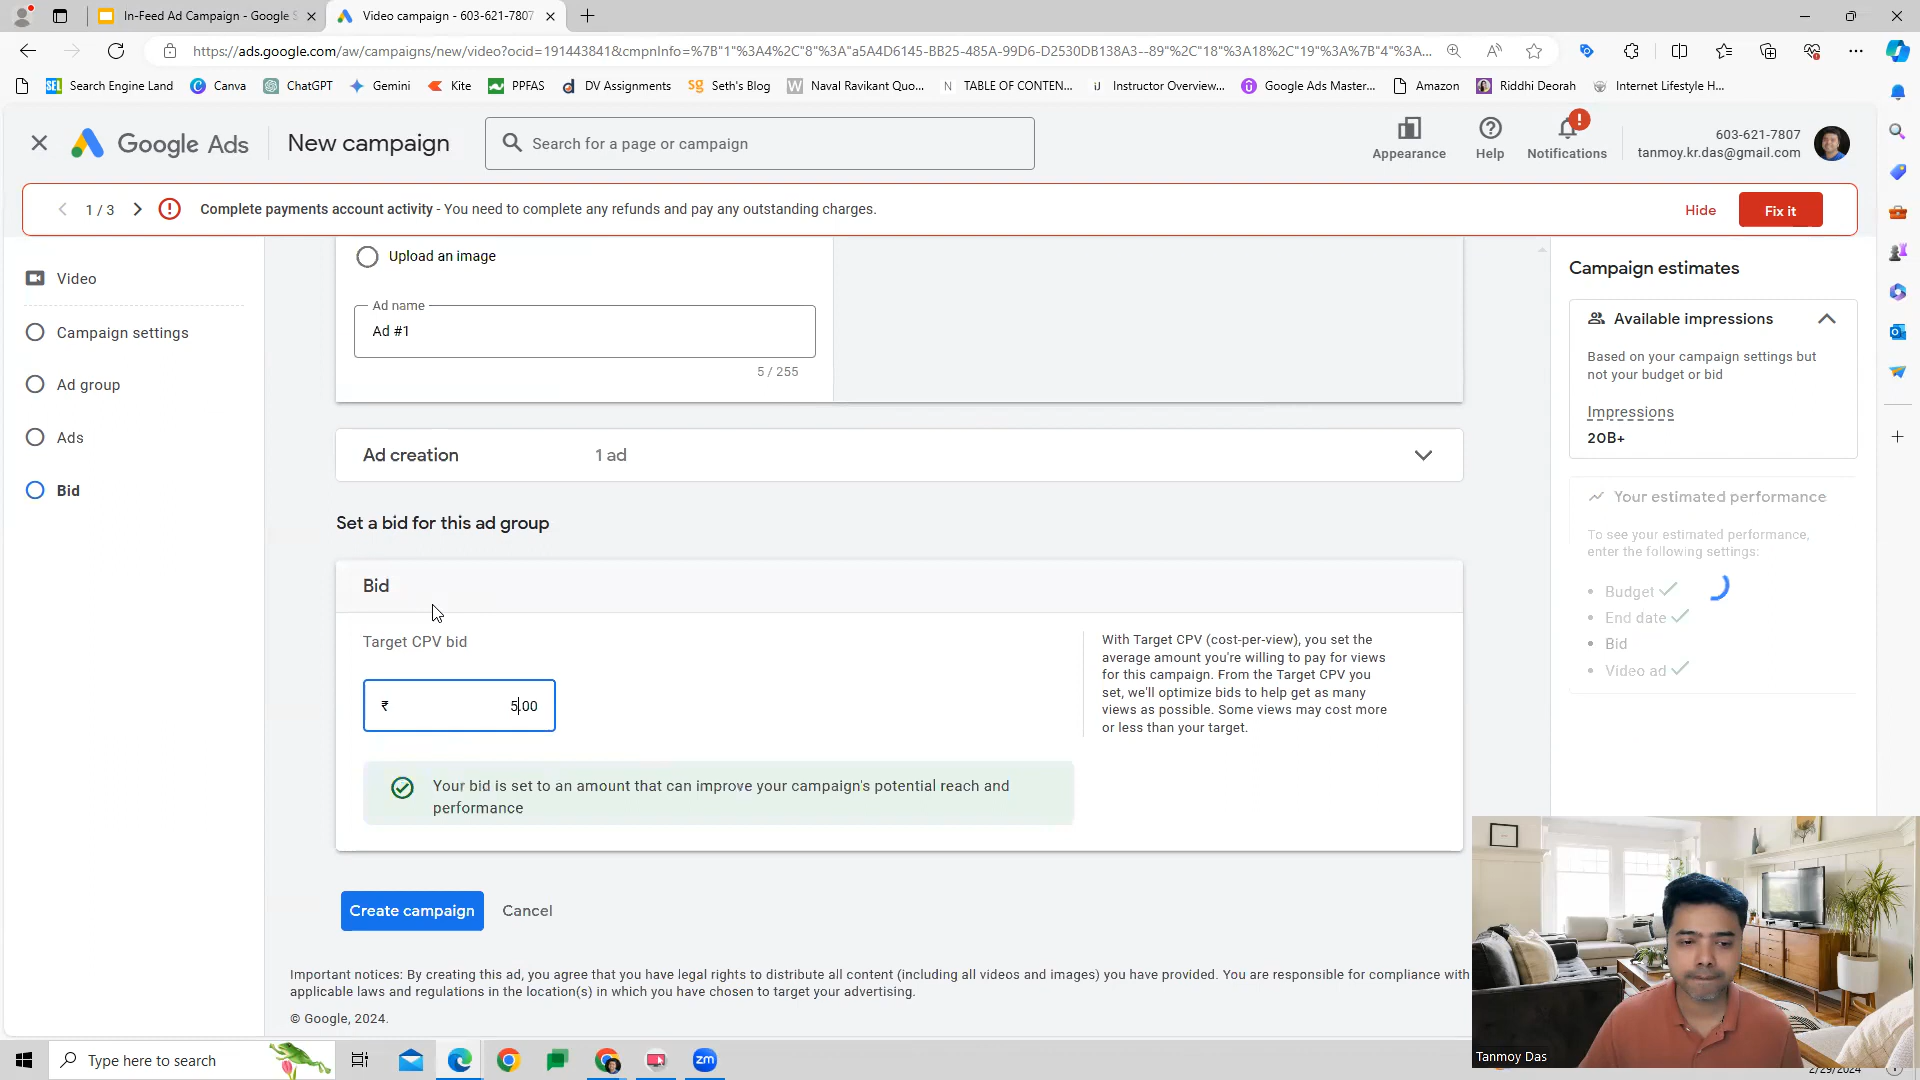 In-Feed Ad Campaign - Google S
Video campaign - 603-621-7807
https://ads.google.com/aw/campaigns/new/video?ocid=191443841&cmpnInfo=%7B"1"%3A4%2C"8"%3A"a5A4D6145-BB25-485A-99D6-D2530DB138A3--89"%2C"18"%3A18%2C"19"%3A%7B"4"%3A...
SEL Search Engine Land
Canva
ChatGPT
Gemini
Kite
PPFAS
DV Assignments
sg Seth's Blog
W Naval Ravikant Quo...
N TABLE OF CONTEN...
IJ Instructor Overview...
Google Ads Master...
Amazon
Riddhi Deorah
Internet Lifestyle H...
Google Ads
New campaign
Search for a page or campaign
Appearance
Help
Notifications
603-621-7807
tanmoy.kr.das@gmail.com
1 / 3
Complete payments account activity - You need to complete any refunds and pay any outstanding charges.
Hide
Fix it
Video
Campaign settings
Ad group
Ads
Bid
Upload an image
Ad name
Ad #1
5 / 255
Ad creation
1 ad
Set a bid for this ad group
Bid
Target CPV bid
₹ 5.00
With Target CPV (cost-per-view), you set the
average amount you're willing to pay for views
for this campaign. From the Target CPV you
set, we'll optimize bids to help get as many
views as possible. Some views may cost more
or less than your target.
Your bid is set to an amount that can improve your campaign's potential reach and
performance
Create campaign
Cancel
Important notices: By creating this ad, you agree that you have legal rights to distribute all content (including all videos and images) you have provided. You are responsible for compliance with
applicable laws and regulations in the location(s) in which you have chosen to target your advertising.
© Google, 2024.
Campaign estimates
Available impressions
Based on your campaign settings but
not your budget or bid
Impressions
20B+
Your estimated performance
To see your estimated performance,
enter the following settings:
Budget
End date
Bid
Video ad
Tanmoy Das
Type here to search
zm
2/29/2024